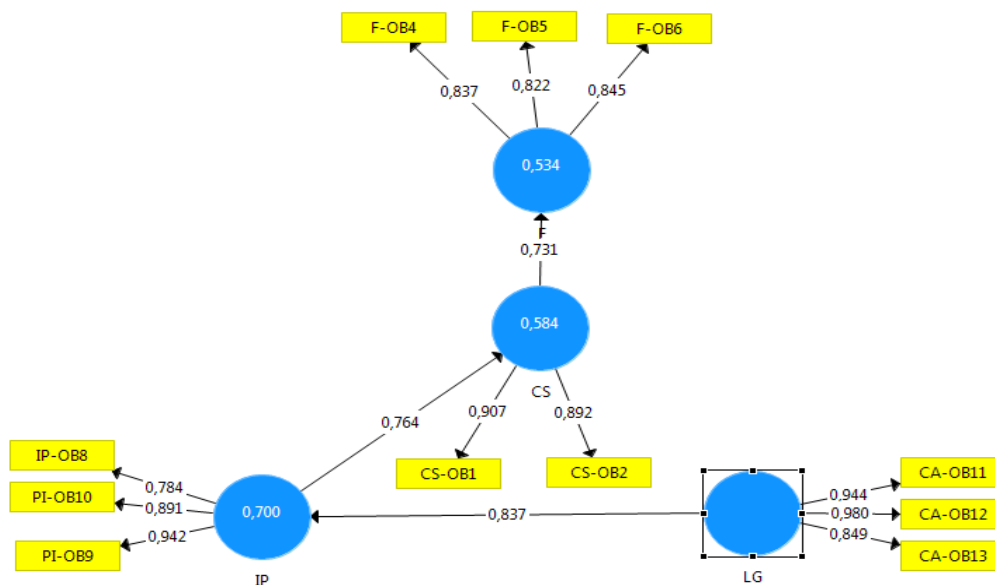 F-OB4
F-OB5
F-OB6
0,837
0,822
0,845
0,534
F
0,731
0,584
CS
0,764
0,907
0,892
CS-OB1
CS-OB2
IP-OB8
PI-OB10
PI-OB9
0,784
0,891
0,942
0,700
IP
0,837
LG
0,944
0,980
0,849
CA-OB11
CA-OB12
CA-OB13